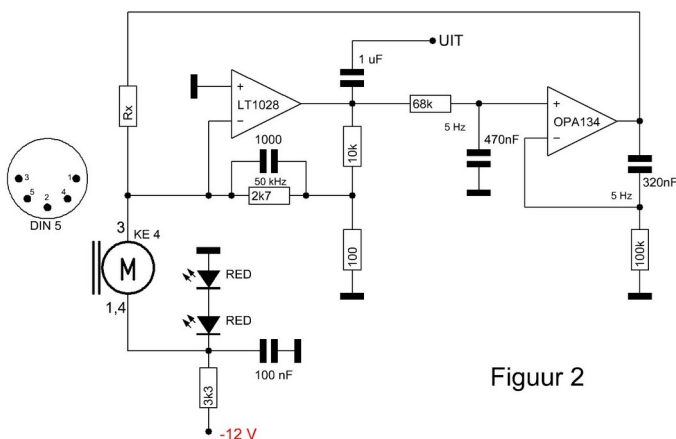 UIT
1 uF
+
LT1028
−
68k
+
OPA134
−
5 Hz
470nF
Rx
1000
10k
50 kHz
2k7
320nF
5 Hz
3
1
5
4
2
DIN 5
3
KE 4
M
100
100k
RED
RED
1,4
100 nF
3k3
-12 V
Figuur 2